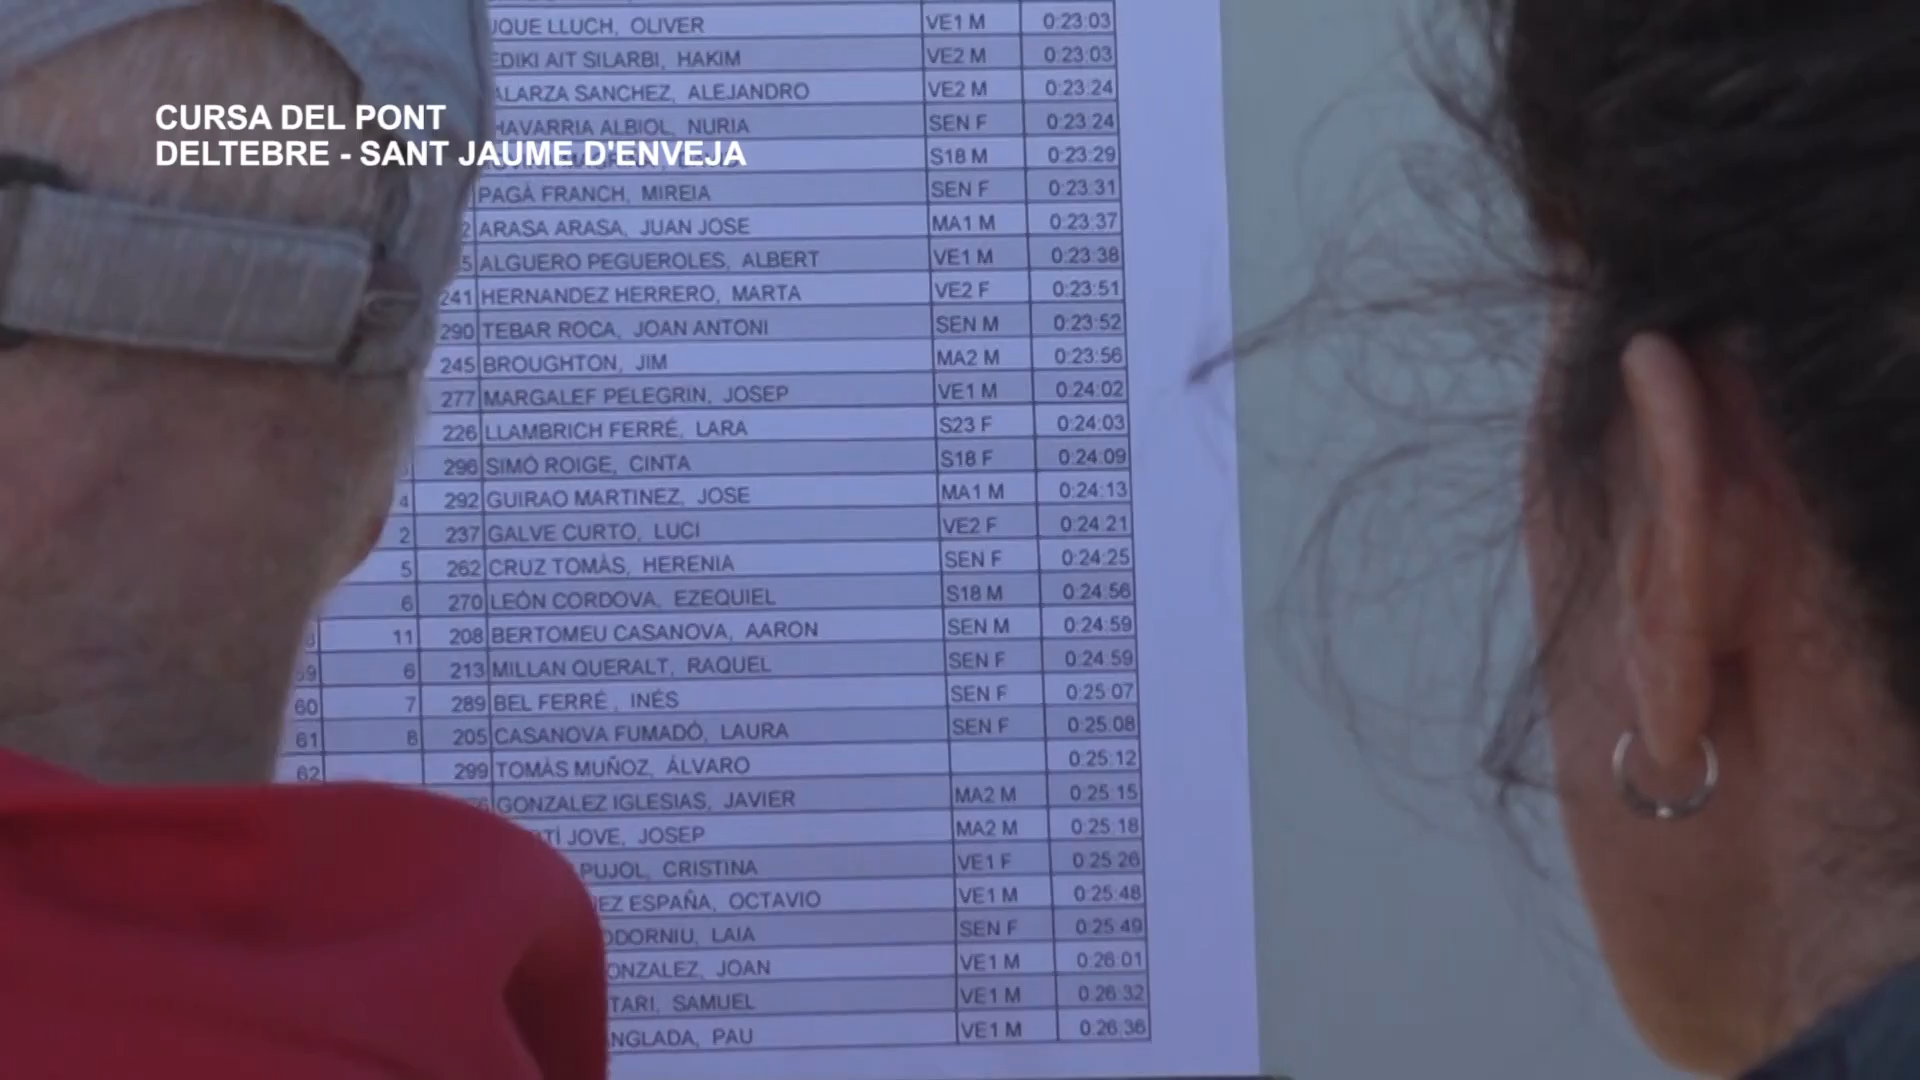 UQUE LLUCH, OLIVER VE1 M 0:23:03
EDIKI AIT SILARBI, HAKIM VE2 M 0:23:03
ALARZA SANCHEZ, ALEJANDRO VE2 M 0:23:24
CURSA DEL PONT
HAVARRIA ALBIOL, NURIA SEN F 0:23:24
DELTEBRE - SANT JAUME D'ENVEJA
S18 M 0:23:29
PAGÀ FRANCH, MIREIA SEN F 0:23:31
2 ARASA ARASA, JUAN JOSE MA1 M 0:23:37
5 ALGUERO PEGUEROLES, ALBERT VE1 M 0:23:38
241 HERNANDEZ HERRERO, MARTA VE2 F 0:23:51
290 TEBAR ROCA, JOAN ANTONI SEN M 0:23:52
245 BROUGHTON, JIM MA2 M 0:23:56
277 MARGALEF PELEGRIN, JOSEP VE1 M 0:24:02
226 LLAMBRICH FERRÉ, LARA S23 F 0:24:03
296 SIMÓ ROIGE, CINTA S18 F 0:24:09
4 292 GUIRAO MARTINEZ, JOSE MA1 M 0:24:13
2 237 GALVE CURTO, LUCI VE2 F 0:24:21
5 262 CRUZ TOMÀS, HERENIA SEN F 0:24:25
6 270 LEÓN CORDOVA, EZEQUIEL S18 M 0:24:56
11 208 BERTOMEU CASANOVA, AARON SEN M 0:24:59
59 6 213 MILLAN QUERALT, RAQUEL SEN F 0:24:59
60 7 289 BEL FERRÉ , INÉS SEN F 0:25:07
61 8 205 CASANOVA FUMADÓ, LAURA SEN F 0:25:08
62 299 TOMÀS MUÑOZ, ÁLVARO 0:25:12
GONZALEZ IGLESIAS, JAVIER MA2 M 0:25:15
TÍ JOVE, JOSEP MA2 M 0:25:18
PUJOL, CRISTINA VE1 F 0:25:26
EZ ESPAÑA, OCTAVIO VE1 M 0:25:48
ODORNIU, LAIA SEN F 0:25:49
ONZALEZ, JOAN VE1 M 0:26:01
TARI, SAMUEL VE1 M 0:26:32
NGLADA, PAU VE1 M 0:26:36